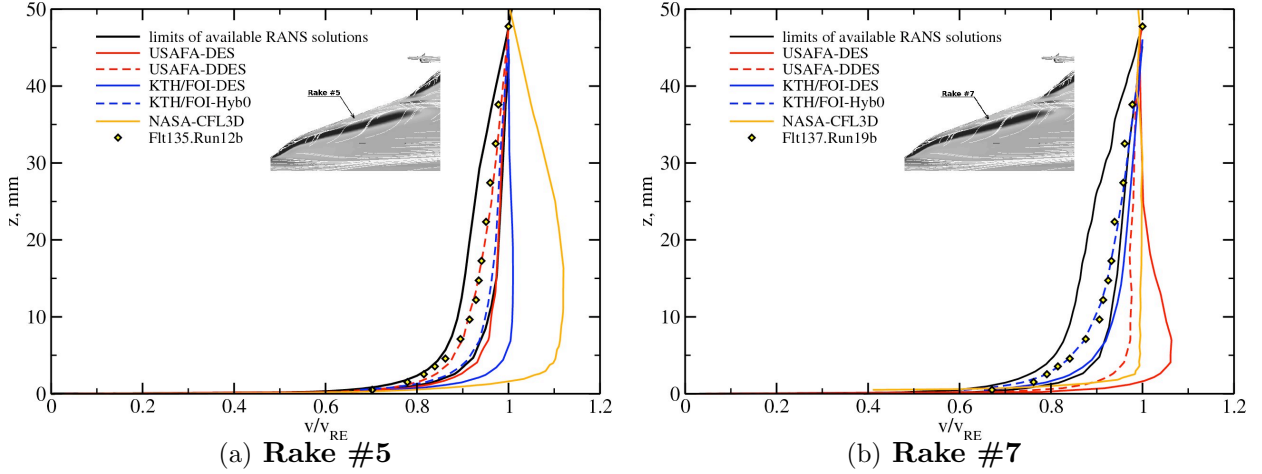 50
40
30
20
10
0
z, mm
limits of available RANS solutions
USAFA-DES
USAFA-DDES
KTH/FOI-DES
KTH/FOI-Hyb0
NASA-CFL3D
Flt135.Run12b
Rake #5
0 0.2 0.4 0.6 0.8 1 1.2
v/v_RE
(a) Rake #5
50
40
30
20
10
0
z, mm
limits of available RANS solutions
USAFA-DES
USAFA-DDES
KTH/FOI-DES
KTH/FOI-Hyb0
NASA-CFL3D
Flt137.Run19b
Rake #7
0 0.2 0.4 0.6 0.8 1 1.2
v/v_RE
(b) Rake #7